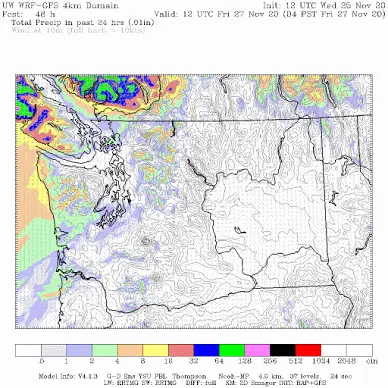 UW WRF-GFS 4km Domain Init: 12 UTC Wed 25 Nov 20
Fcst: 48 h Valid: 12 UTC Fri 27 Nov 20 (04 PST Fri 27 Nov 20)
Total Precip in past 24 hrs (.01in)
Wind at 10m (full barb = 10kts)
.5 1 2 4 8 16 32 64 128 256 512 1024 2048 cin
Model Info: V4.1.3 G-D Ens YSU PBL Thompson Noah-MP 4.0 km, 37 levels, 24 sec
LW: RRTMG SW: RRTMG DIFF: full KM: 2D Smagor INIT: RAP+GFS